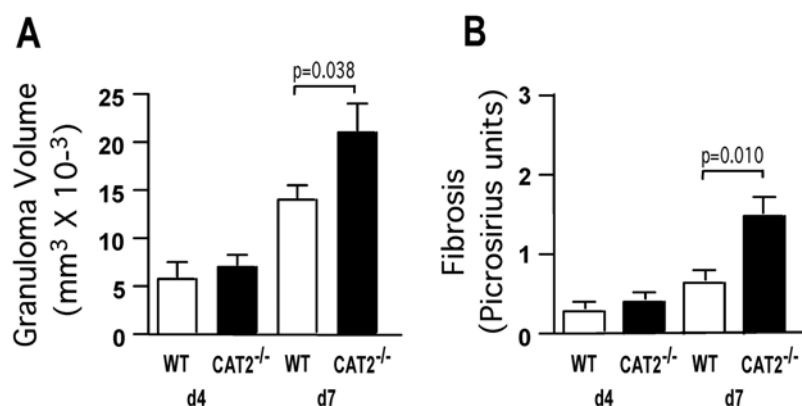 A
Granuloma Volume
(mm³ X 10-³)
25
20
15
10
5
0
p=0.038
WT CAT2-/- WT CAT2-/-
d4 d7
B
Fibrosis
(Picrosirius units)
3
2
1
0
p=0.010
WT CAT2-/- WT CAT2-/-
d4 d7